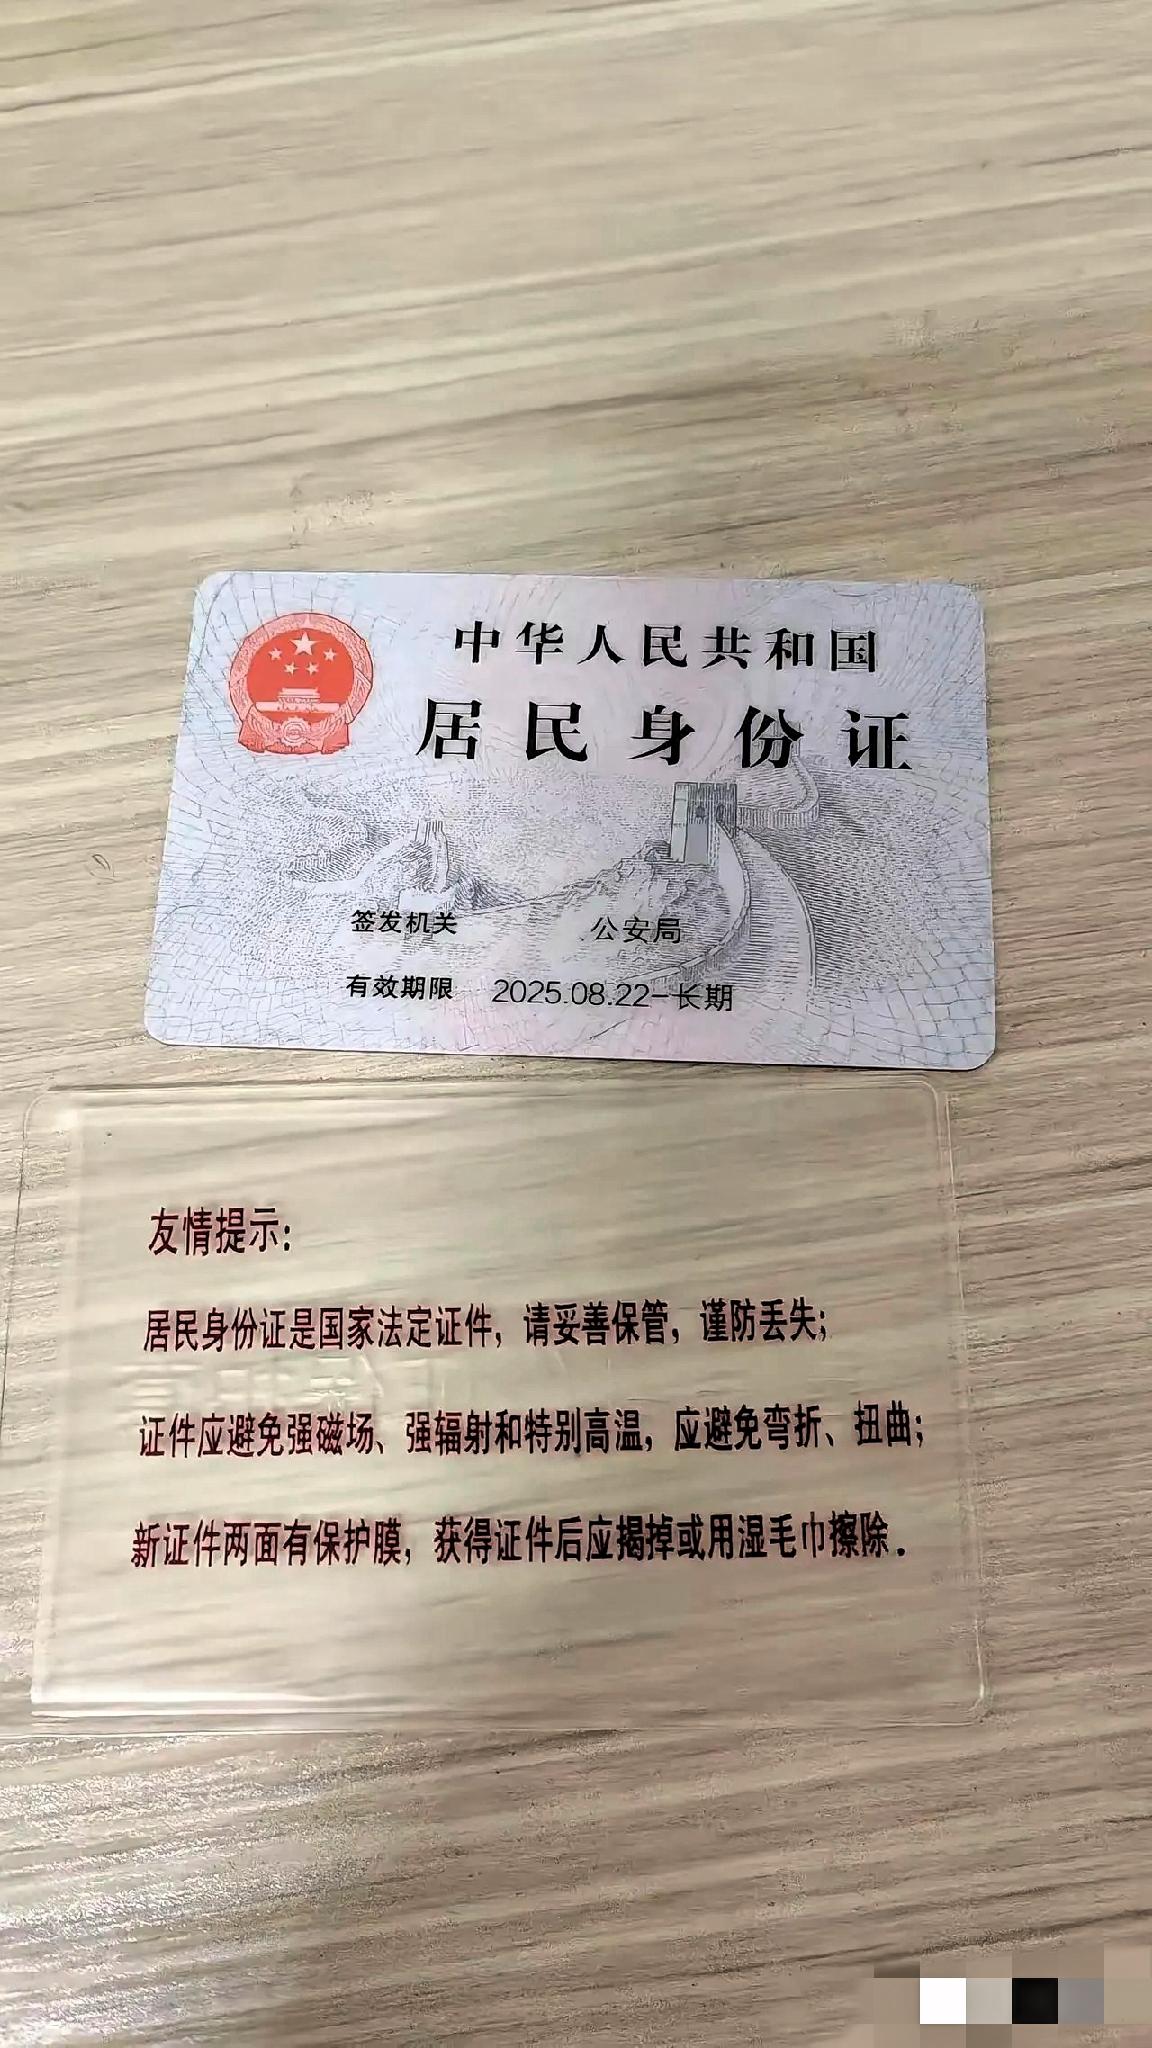 中华人民共和国
居民身份证
签发机关 公安局
有效期限 2025.08.22-长期
友情提示：
居民身份证是国家法定证件，请妥善保管，谨防丢失；
证件应避免强磁场、强辐射和特别高温，应避免弯折、扭曲；
新证件两面有保护膜，获得证件后应揭掉或用湿毛巾擦除．